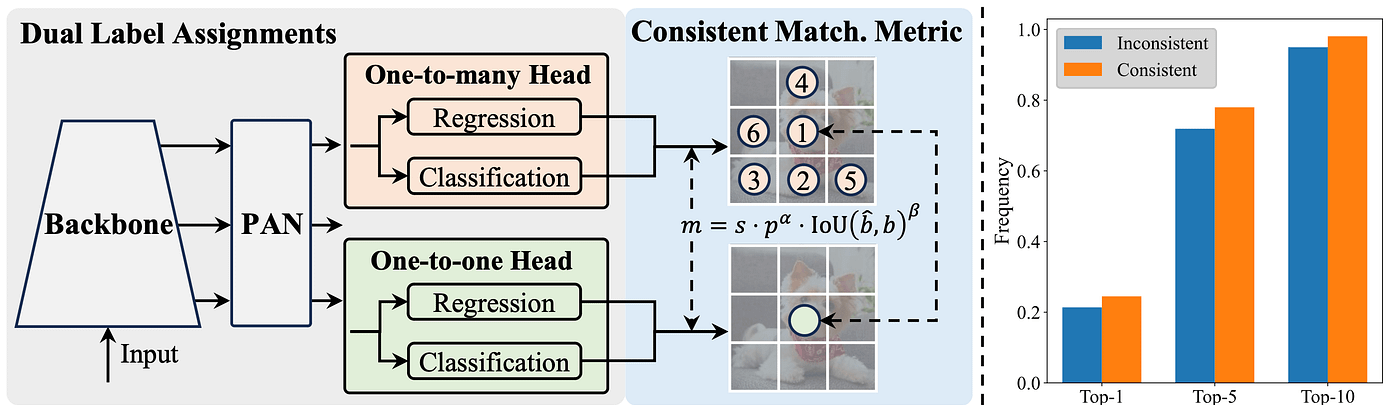 Dual Label Assignments
Consistent Match. Metric
One-to-many Head
Regression
Classification
Backbone
PAN
One-to-one Head
Regression
Classification
Input
4
6 1
3 2 5
m = s · p^α · IoU(b̂, b)^β
Inconsistent
Consistent
Frequency
1.0
0.8
0.6
0.4
0.2
0.0
Top-1 Top-5 Top-10